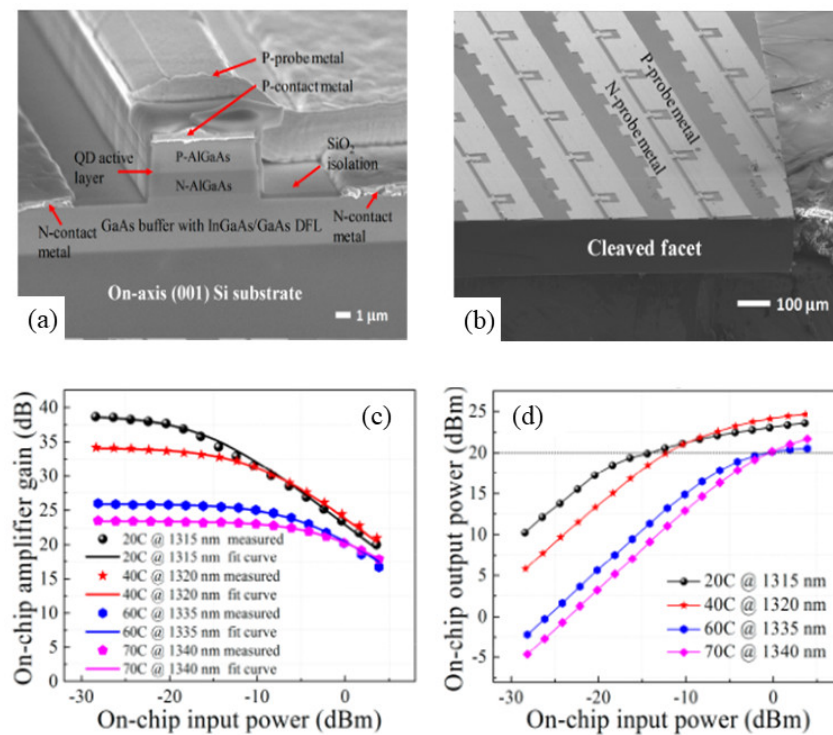 P-probe metal
P-contact metal
SiO2
isolation
QD active
layer
P-AlGaAs
N-AlGaAs
N-contact
metal
GaAs buffer with InGaAs/GaAs DFL
N-contact
metal
On-axis (001) Si substrate
1 µm
(a)
P-probe metal
N-probe metal
Cleaved facet
100 µm
(b)
On-chip amplifier gain (dB)
40
35
30
25
20
15
10
5
0
(c)
20C @ 1315 nm measured
20C @ 1315 nm fit curve
40C @ 1320 nm measured
40C @ 1320 nm fit curve
60C @ 1335 nm measured
60C @ 1335 nm fit curve
70C @ 1340 nm measured
70C @ 1340 nm fit curve
-30 -20 -10 0
On-chip input power (dBm)
On-chip output power (dBm)
25
20
15
10
5
0
-5
(d)
20C @ 1315 nm
40C @ 1320 nm
60C @ 1335 nm
70C @ 1340 nm
-30 -20 -10 0
On-chip input power (dBm)